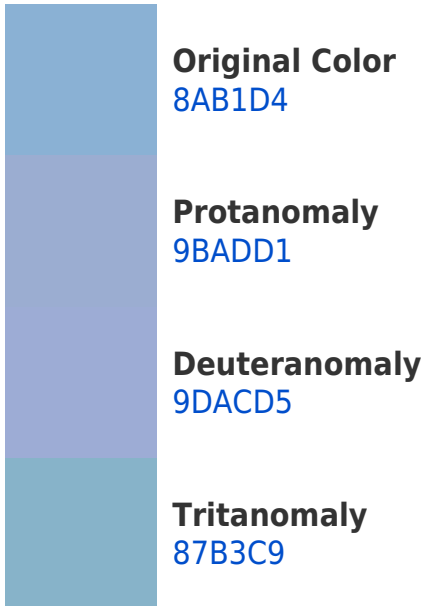 Original Color
8AB1D4
Protanomaly
9BADD1
Deuteranomaly
9DACD5
Tritanomaly
87B3C9